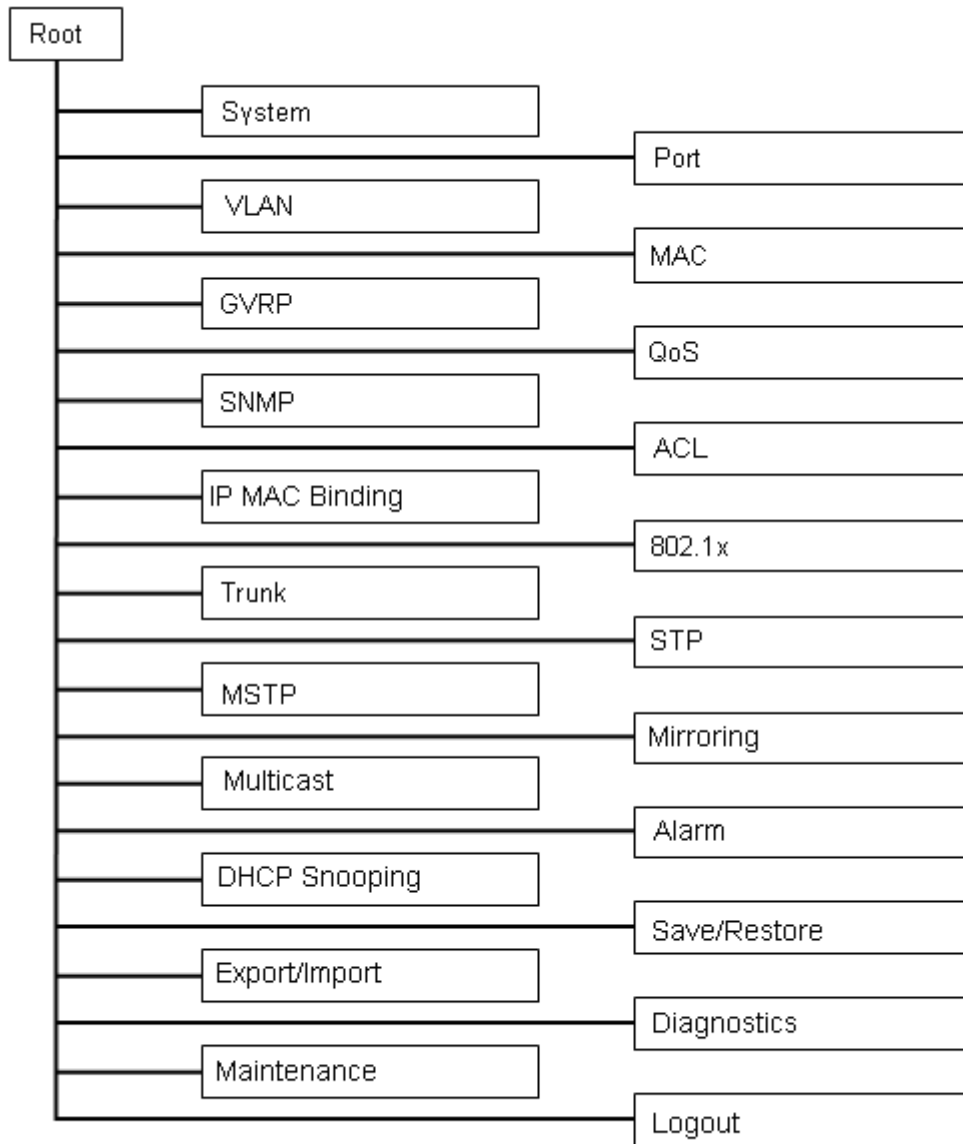 Root
System
Port
VLAN
MAC
GVRP
QoS
SNMP
ACL
IP MAC Binding
802.1x
Trunk
STP
MSTP
Mirroring
Multicast
Alarm
DHCP Snooping
Save/Restore
Export/Import
Diagnostics
Maintenance
Logout